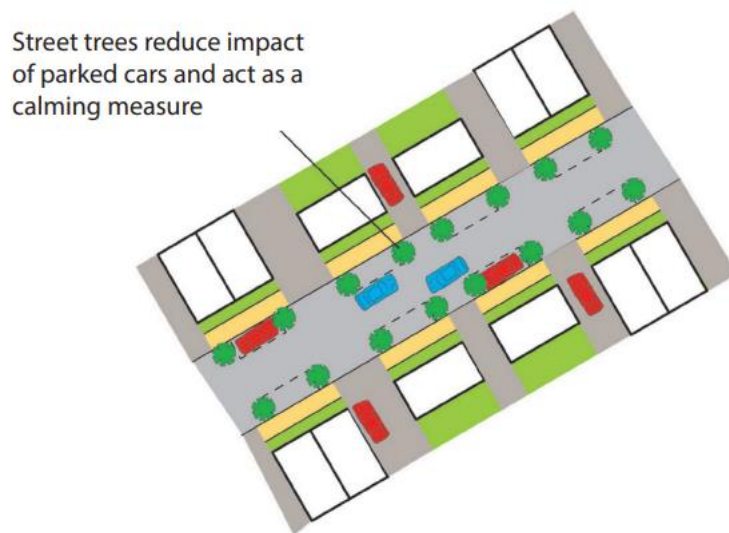 Street trees reduce impact
of parked cars and act as a
calming measure